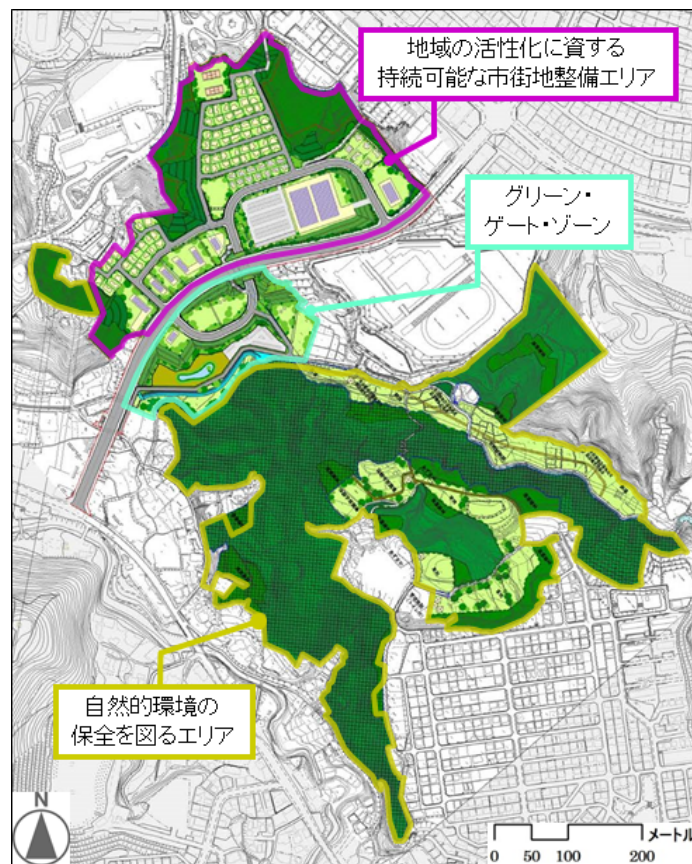 地域の活性化に資する
持続可能な市街地整備エリア
グリーン・
ゲート・ゾーン
自然的環境の
保全を図るエリア
N
メートル
0 50 100 200